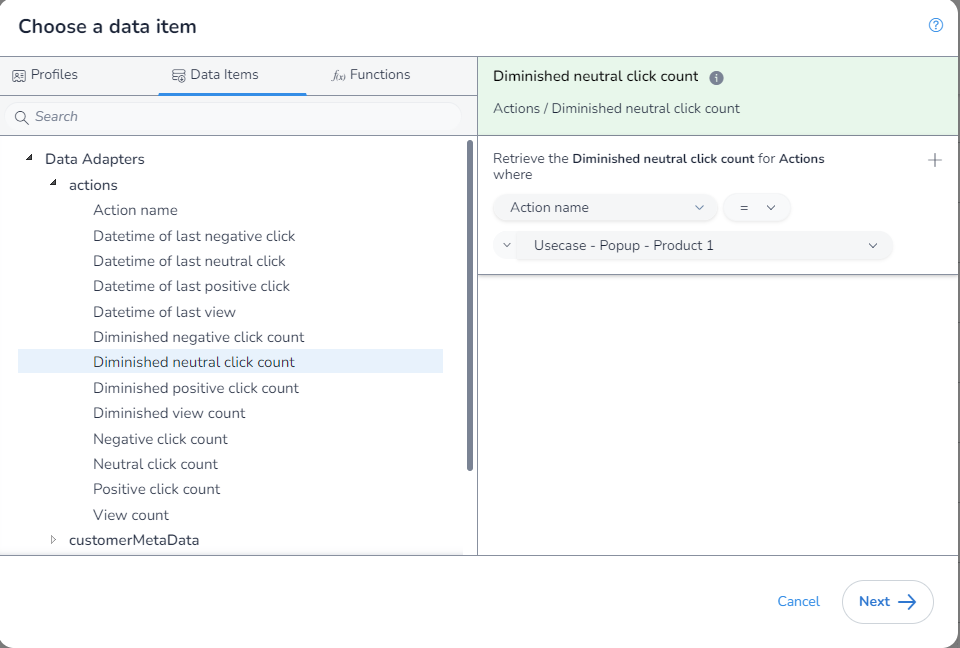 Choose a data item
Profiles
Data Items
f(x) Functions
Search
Data Adapters
actions
Action name
Datetime of last negative click
Datetime of last neutral click
Datetime of last positive click
Datetime of last view
Diminished negative click count
Diminished neutral click count
Diminished positive click count
Diminished view count
Negative click count
Neutral click count
Positive click count
View count
customerMetaData
Diminished neutral click count
Actions / Diminished neutral click count
Retrieve the Diminished neutral click count for Actions
where
Action name
=
Usecase - Popup - Product 1
Cancel
Next